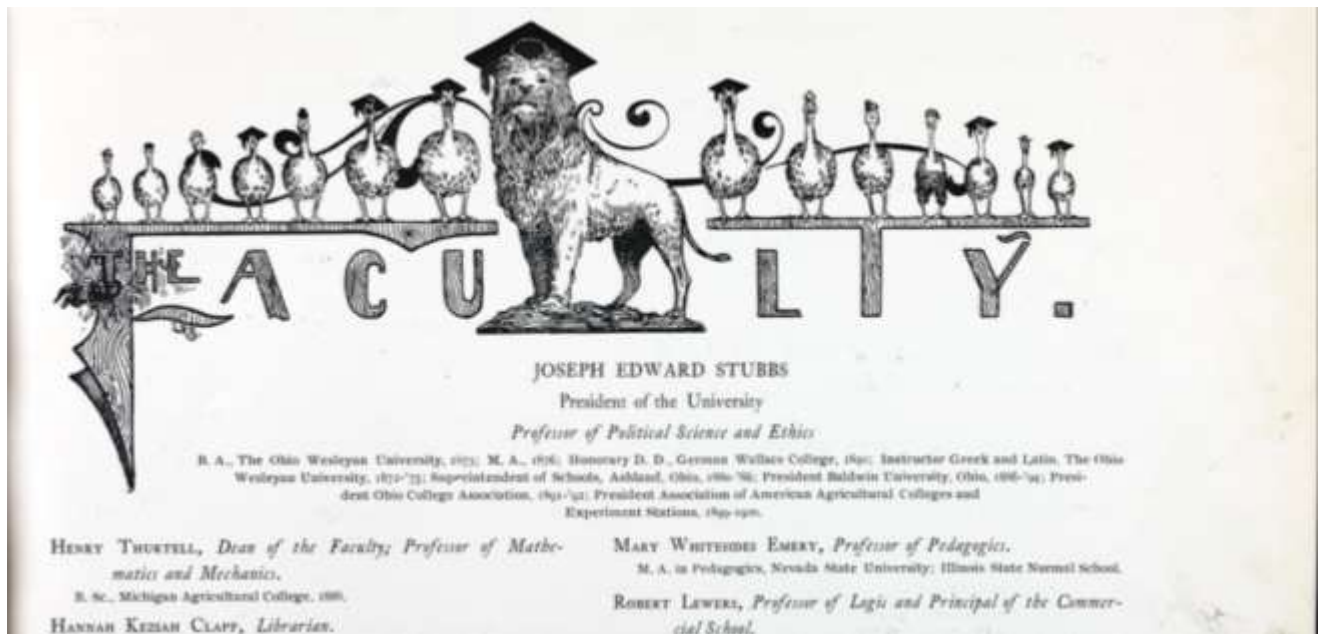 THE FACULTY.
JOSEPH EDWARD STUBBS
President of the University
Professor of Political Science and Ethics
B. A., The Ohio Wesleyan University, 1873; M. A., 1876; Honorary D. D., German Wallace College, 1890; Instructor Greek and Latin, The Ohio
Wesleyan University, 1872-'75; Superintendent of Schools, Ashland, Ohio, 1880-'86; President Baldwin University, Ohio, 1886-'94; Presi-
dent Ohio College Association, 1891-'92; President Association of American Agricultural Colleges and
Experiment Stations, 1899-1900.
HENRY THURTELL, Dean of the Faculty; Professor of Mathe-
matics and Mechanics.
B. Sc., Michigan Agricultural College, 1888.
HANNAH KEZIAH CLAPP, Librarian.
MARY WHITESIDES EMERY, Professor of Pedagogics.
M. A. in Pedagogics, Nevada State University; Illinois State Normal School.
ROBERT LEWERS, Professor of Logic and Principal of the Commer-
cial School.